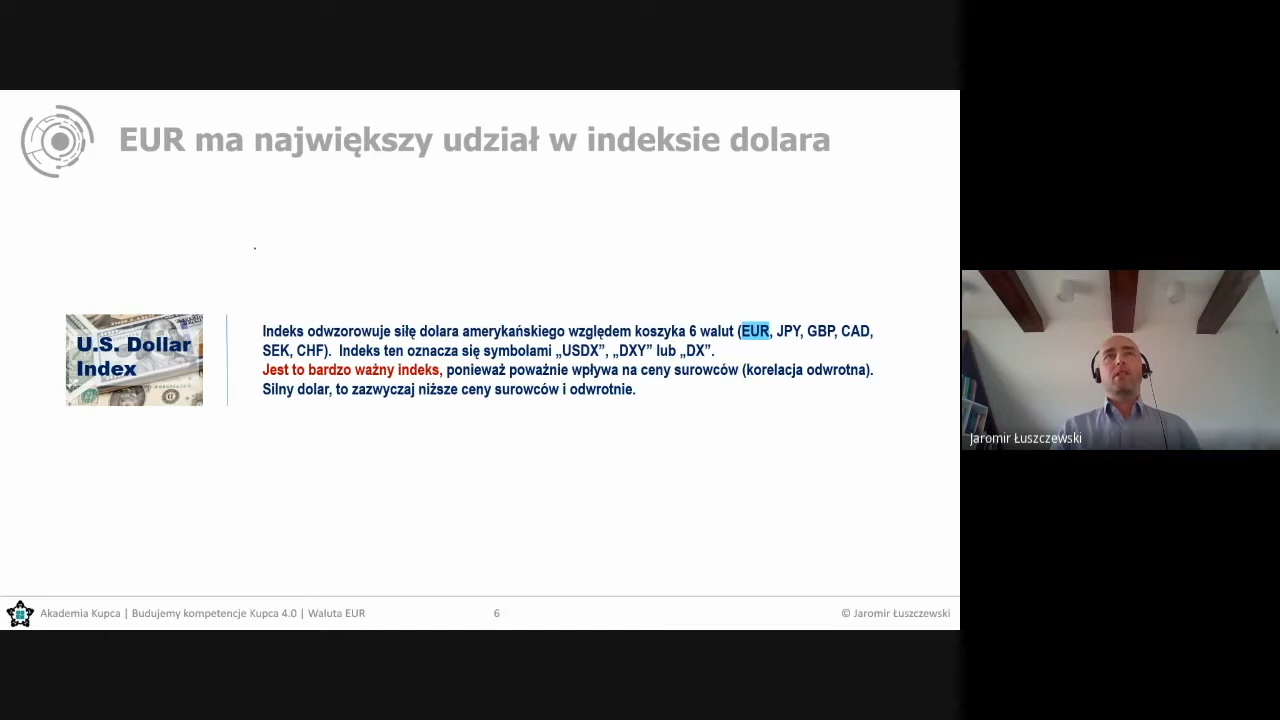 EUR ma największy udział w indeksie dolara
U.S. Dollar
Index
Indeks odwzorowuje siłę dolara amerykańskiego względem koszyka 6 walut (EUR, JPY, GBP, CAD,
SEK, CHF). Indeks ten oznacza się symbolami „USDX”, „DXY” lub „DX”.
Jest to bardzo ważny indeks, ponieważ poważnie wpływa na ceny surowców (korelacja odwrotna).
Silny dolar, to zazwyczaj niższe ceny surowców i odwrotnie.
Jaromir Łuszczewski
Akademia Kupca | Budujemy kompetencje Kupca 4.0 | Waluta EUR
6
© Jaromir Łuszczewski